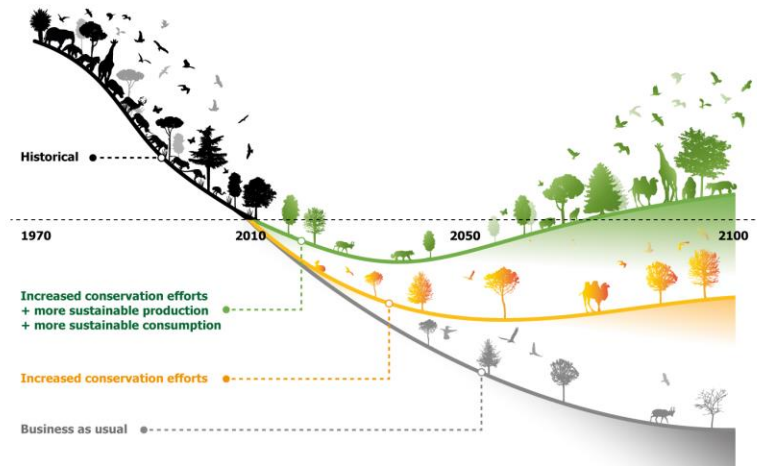 Historical
1970 2010 2050 2100
Increased conservation efforts
+ more sustainable production
+ more sustainable consumption
Increased conservation efforts
Business as usual